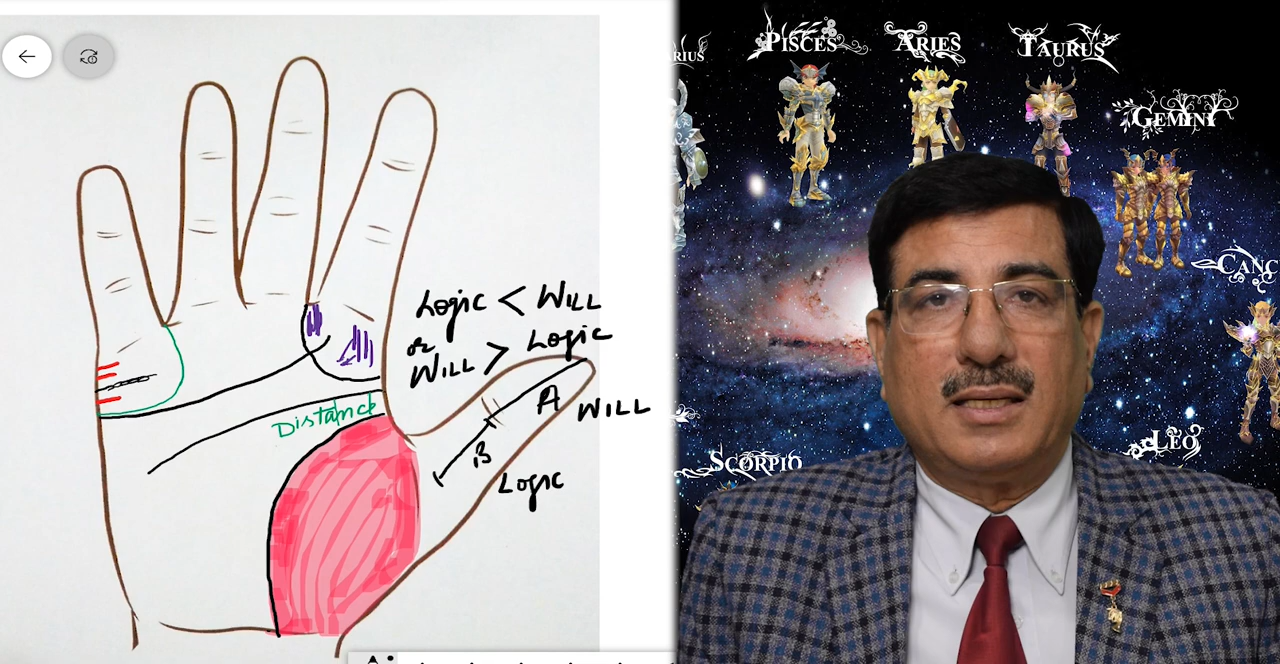 Logic < WILL
or
WILL > Logic
A
WILL
B
Logic
Distance
PISCES
ARIES
TAURUS
GEMINI
LEO
SCORPIO